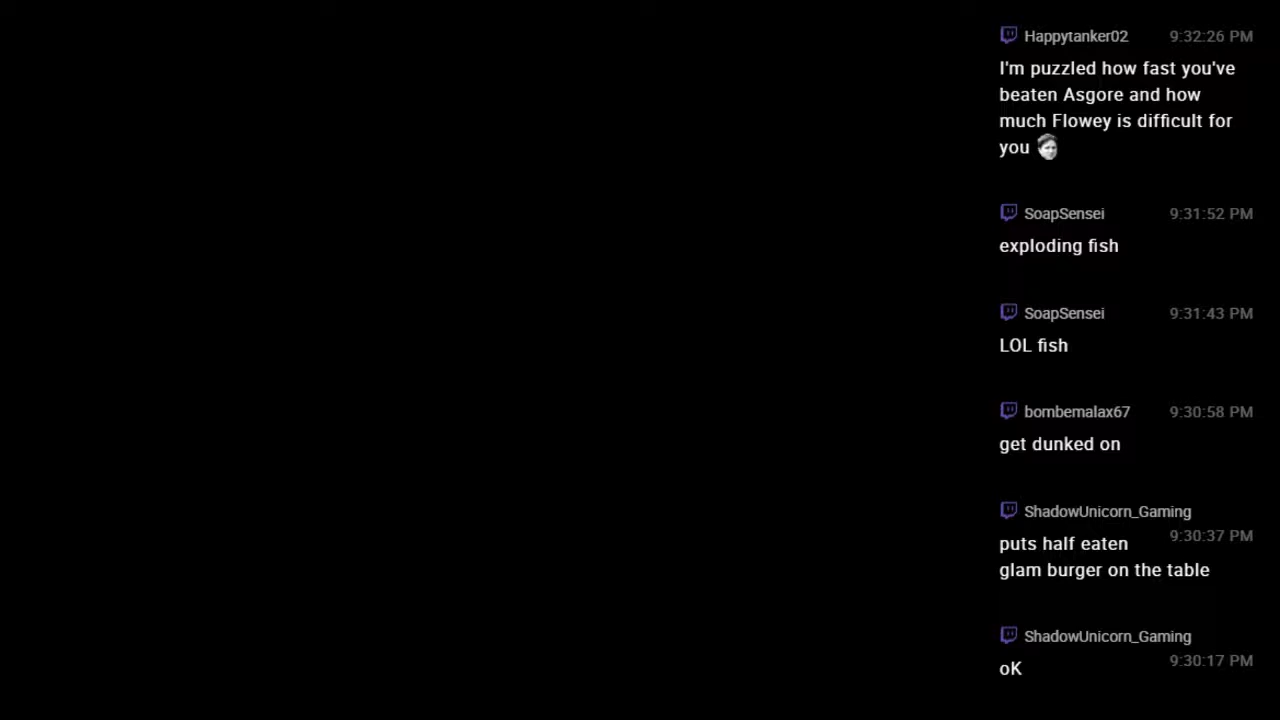 Happytanker02 9:32:26 PM
I'm puzzled how fast you've
beaten Asgore and how
much Flowey is difficult for
you
SoapSensei 9:31:52 PM
exploding fish
SoapSensei 9:31:43 PM
LOL fish
bombemalax67 9:30:58 PM
get dunked on
ShadowUnicorn_Gaming
9:30:37 PM
puts half eaten
glam burger on the table
ShadowUnicorn_Gaming
9:30:17 PM
oK